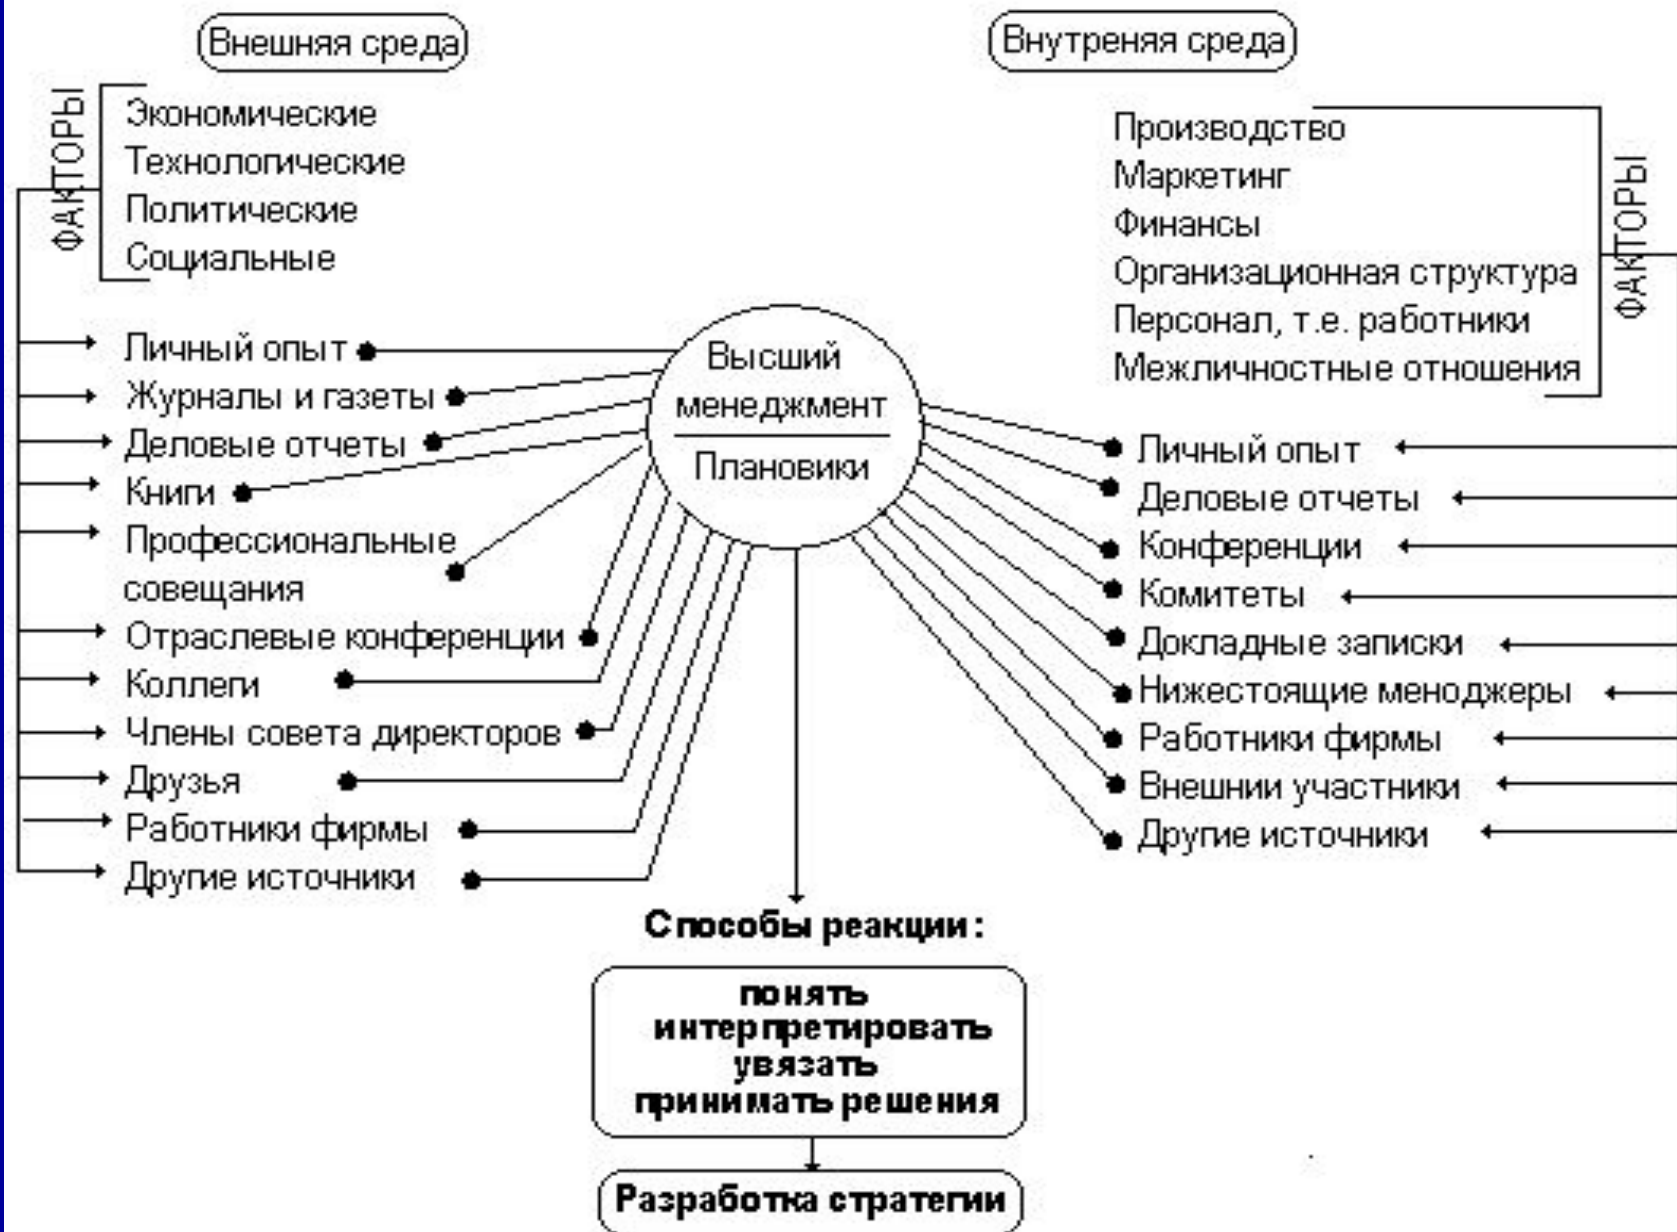 Внешняя среда
ФАКТОРЫ
Экономические
Технологические
Политические
Социальные
Личный опыт
Журналы и газеты
Деловые отчеты
Книги
Профессиональные
совещания
Отраслевые конференции
Коллеги
Члены совета директоров
Друзья
Работники фирмы
Другие источники
Высший
менеджмент
Плановики
Внутреняя среда
ФАКТОРЫ
Производство
Маркетинг
Финансы
Организационная структура
Персонал, т.е. работники
Межличностные отношения
Личный опыт
Деловые отчеты
Конференции
Комитеты
Докладные записки
Нижестоящие меноджеры
Работники фирмы
Внешнии участники
Другие источники
Способы реакции:
понять
интерпретировать
увязать
принимать решения
Разработка стратегии